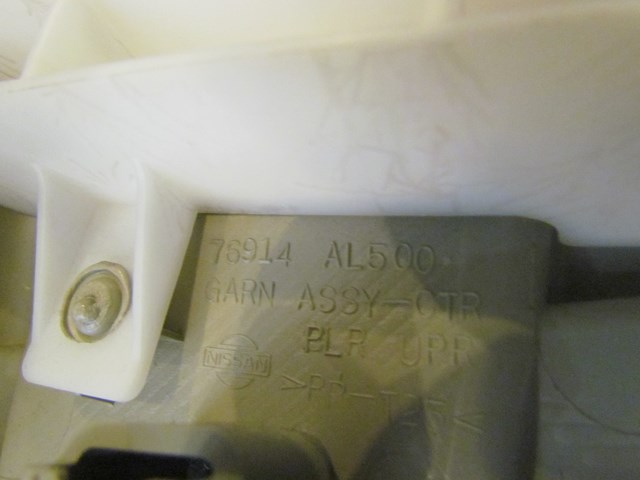 76914 AL500
GARN ASSY-CTR
PLR UPR
NISSAN